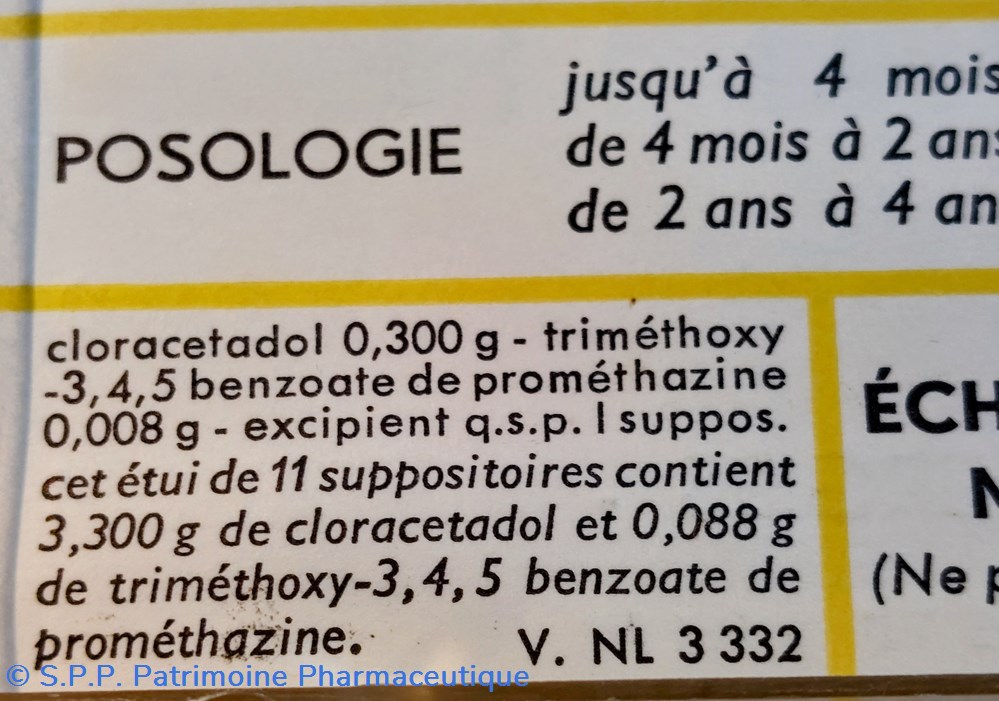 POSOLOGIE
jusqu'à 4 mois
de 4 mois à 2 ans
de 2 ans à 4 an
cloracetadol 0,300 g - triméthoxy
-3,4,5 benzoate de prométhazine
0,008 g - excipient q.s.p. 1 suppos.
cet étui de 11 suppositoires contient
3,300 g de cloracetadol et 0,088 g
de triméthoxy-3,4,5 benzoate de
prométhazine. V. NL 3 332
ÉCH
(Ne
© S.P.P. Patrimoine Pharmaceutique